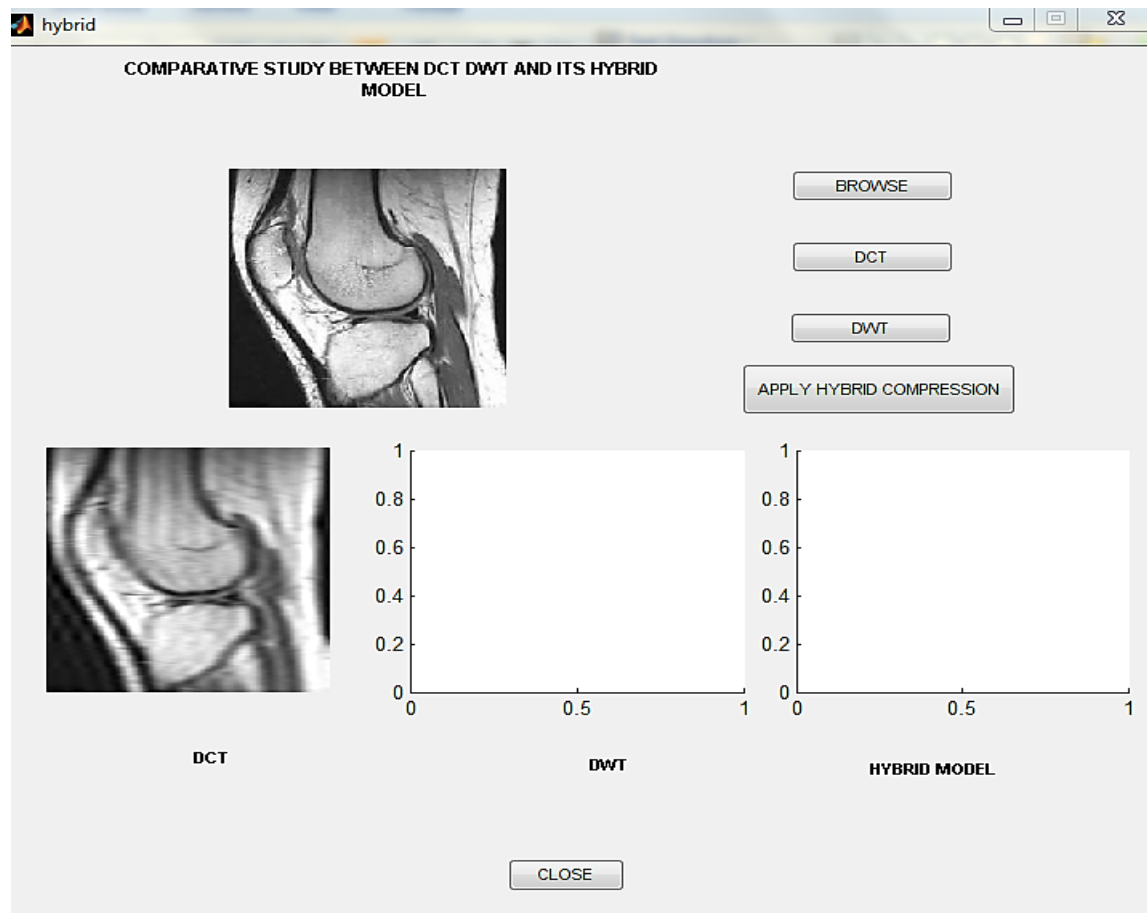 hybrid
COMPARATIVE STUDY BETWEEN DCT DWT AND ITS HYBRID
MODEL
BROWSE
DCT
DWT
APPLY HYBRID COMPRESSION
1
0.8
0.6
0.4
0.2
0
0 0.5 1
1
0.8
0.6
0.4
0.2
0
0 0.5 1
DCT
DWT
HYBRID MODEL
CLOSE